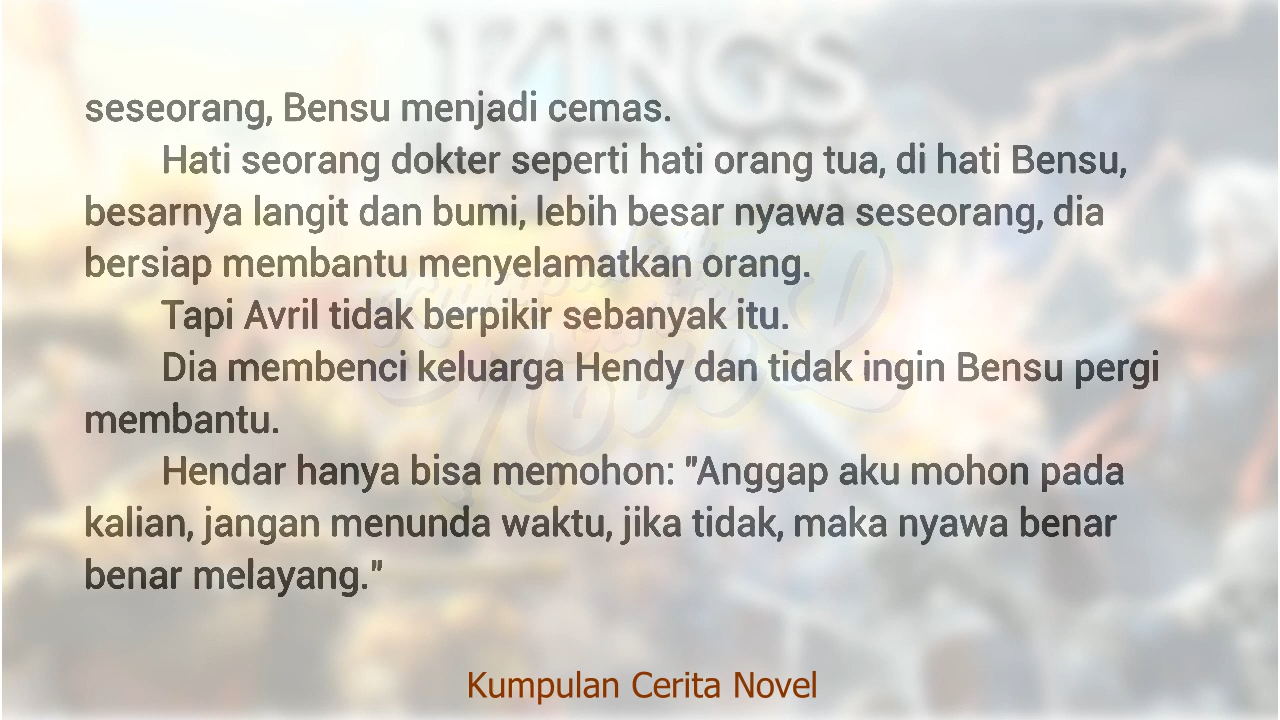 KINGS
seseorang, Bensu menjadi cemas.
Hati seorang dokter seperti hati orang tua, di hati Bensu,
besarnya langit dan bumi, lebih besar nyawa seseorang, dia
bersiap membantu menyelamatkan orang.
Tapi Avril tidak berpikir sebanyak itu.
Dia membenci keluarga Hendy dan tidak ingin Bensu pergi
membantu.
Hendar hanya bisa memohon: "Anggap aku mohon pada
kalian, jangan menunda waktu, jika tidak, maka nyawa benar
benar melayang."
Kumpulan Cerita Novel